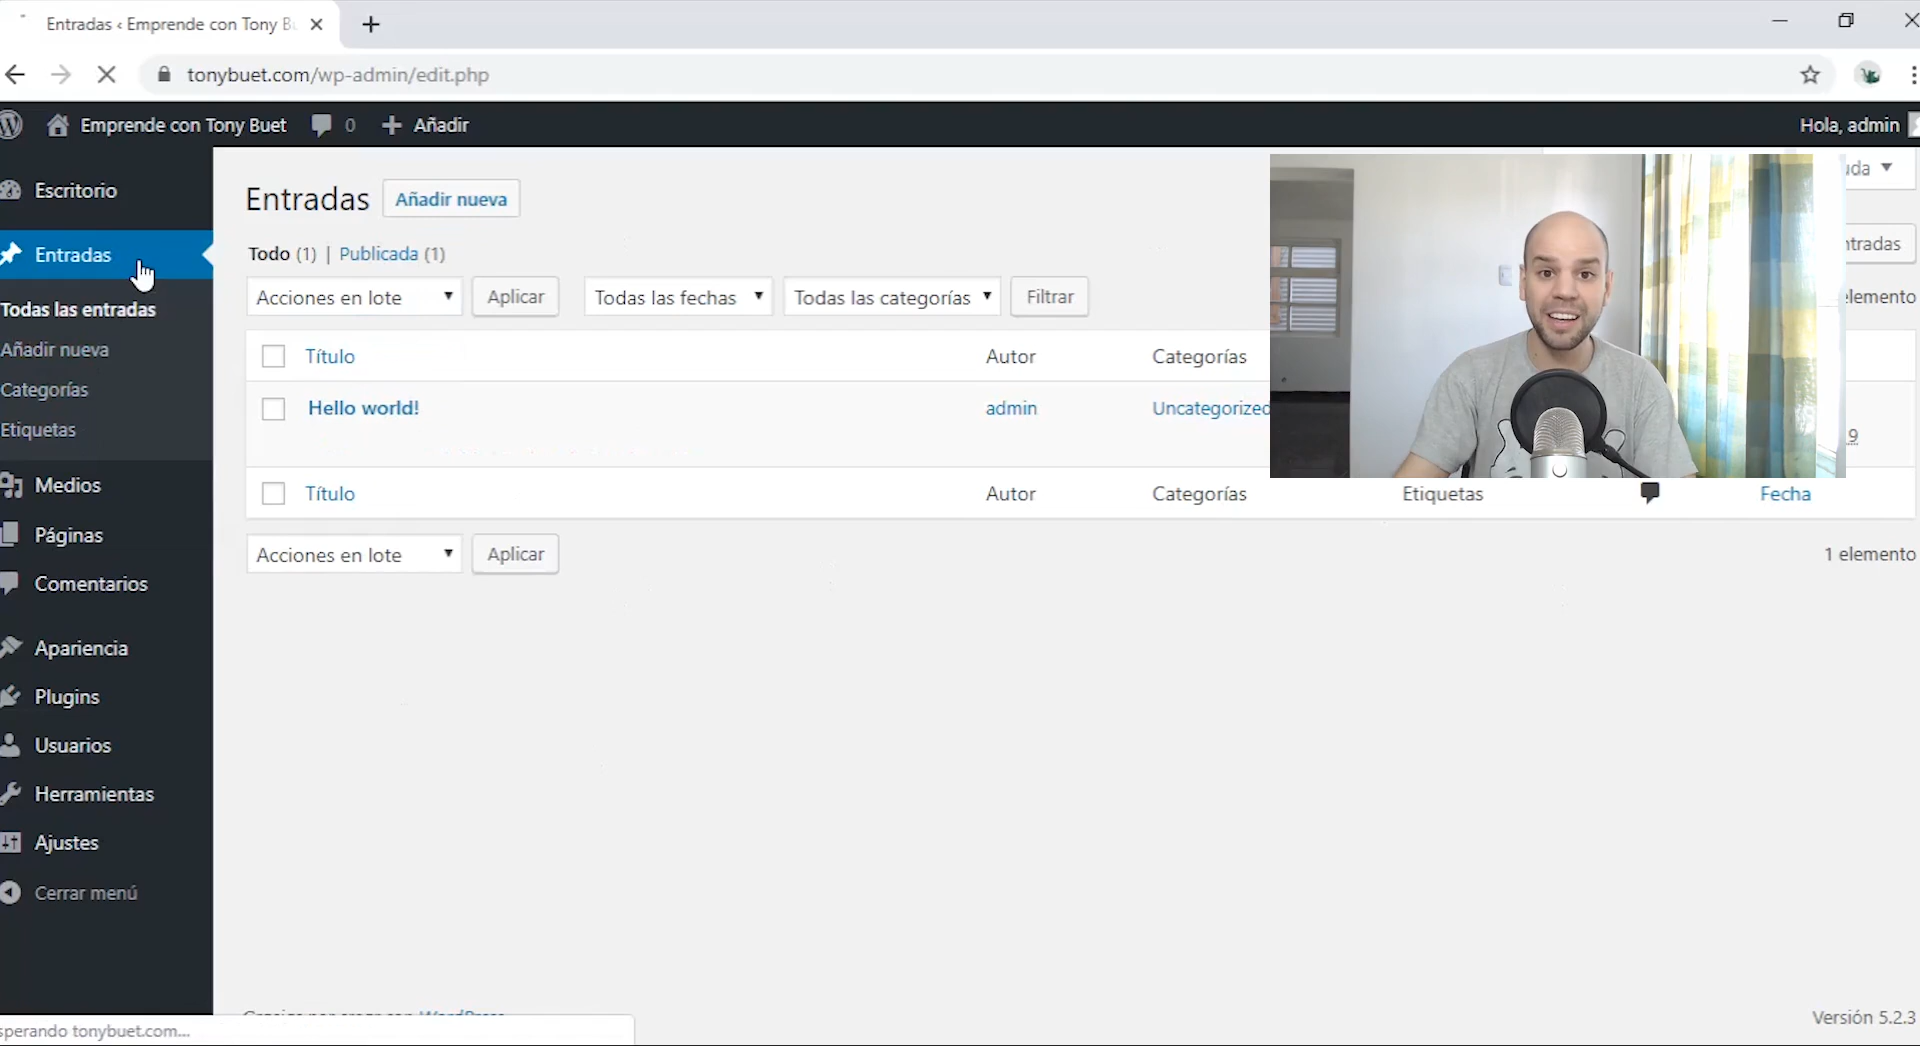 Entradas ‹ Emprende con Tony Bu
tonybuet.com/wp-admin/edit.php
Emprende con Tony Buet 0 Añadir Hola, admin
Escritorio
Entradas
Todas las entradas
Añadir nueva
Categorías
Etiquetas
Medios
Páginas
Comentarios
Apariencia
Plugins
Usuarios
Herramientas
Ajustes
Cerrar menú
Entradas Añadir nueva
Todo (1) | Publicada (1)
Acciones en lote Aplicar Todas las fechas Todas las categorías Filtrar elemento
Título Autor Categorías
Hello world! admin Uncategorized
9
Título Autor Categorías Etiquetas Fecha
Acciones en lote Aplicar 1 elemento
WordPress
Versión 5.2.3
sperando tonybuet.com...